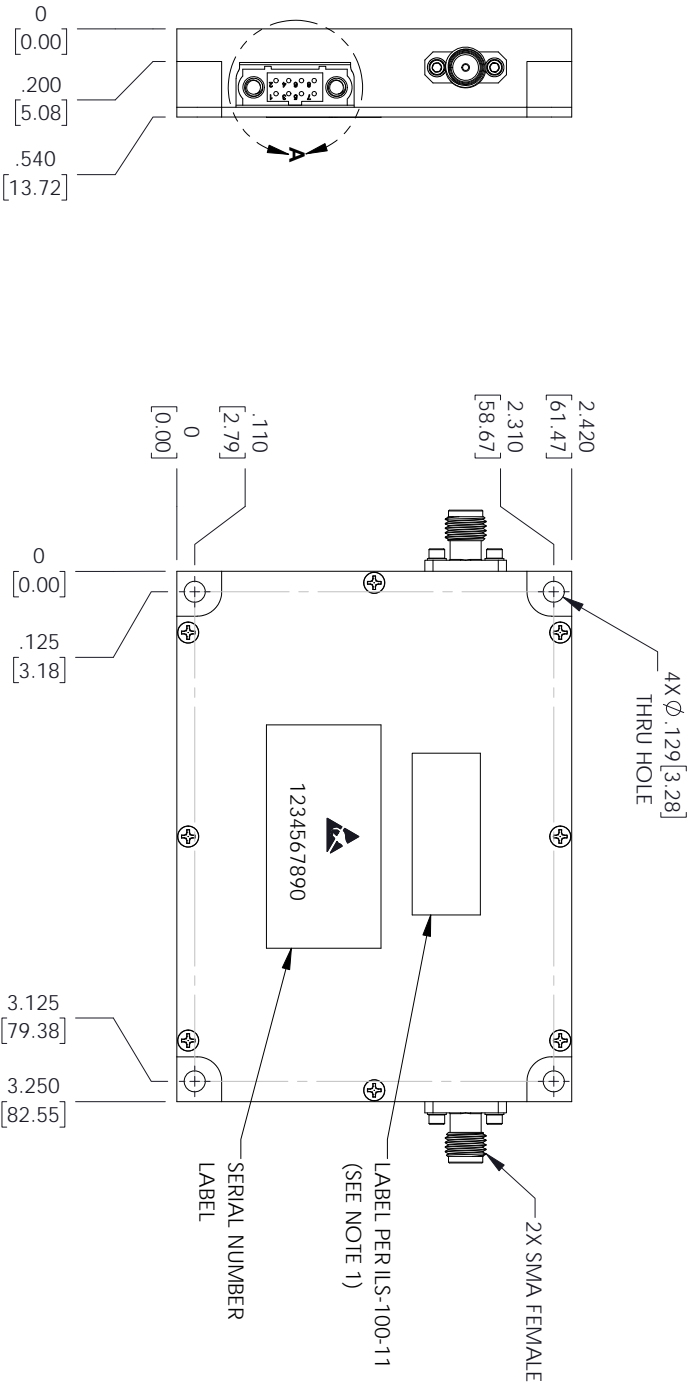 0
[0.00]
.200
[5.08]
.540
[13.72]
A
2.420
[61.47]
2.310
[58.67]
.110
[2.79]
0
[0.00]
0
[0.00]
.125
[3.18]
3.125
[79.38]
3.250
[82.55]
4X Ø .129[3.28]
THRU HOLE
1234567890
2X SMA FEMALE
LABEL PER ILS-100-11
(SEE NOTE 1)
SERIAL NUMBER
LABEL